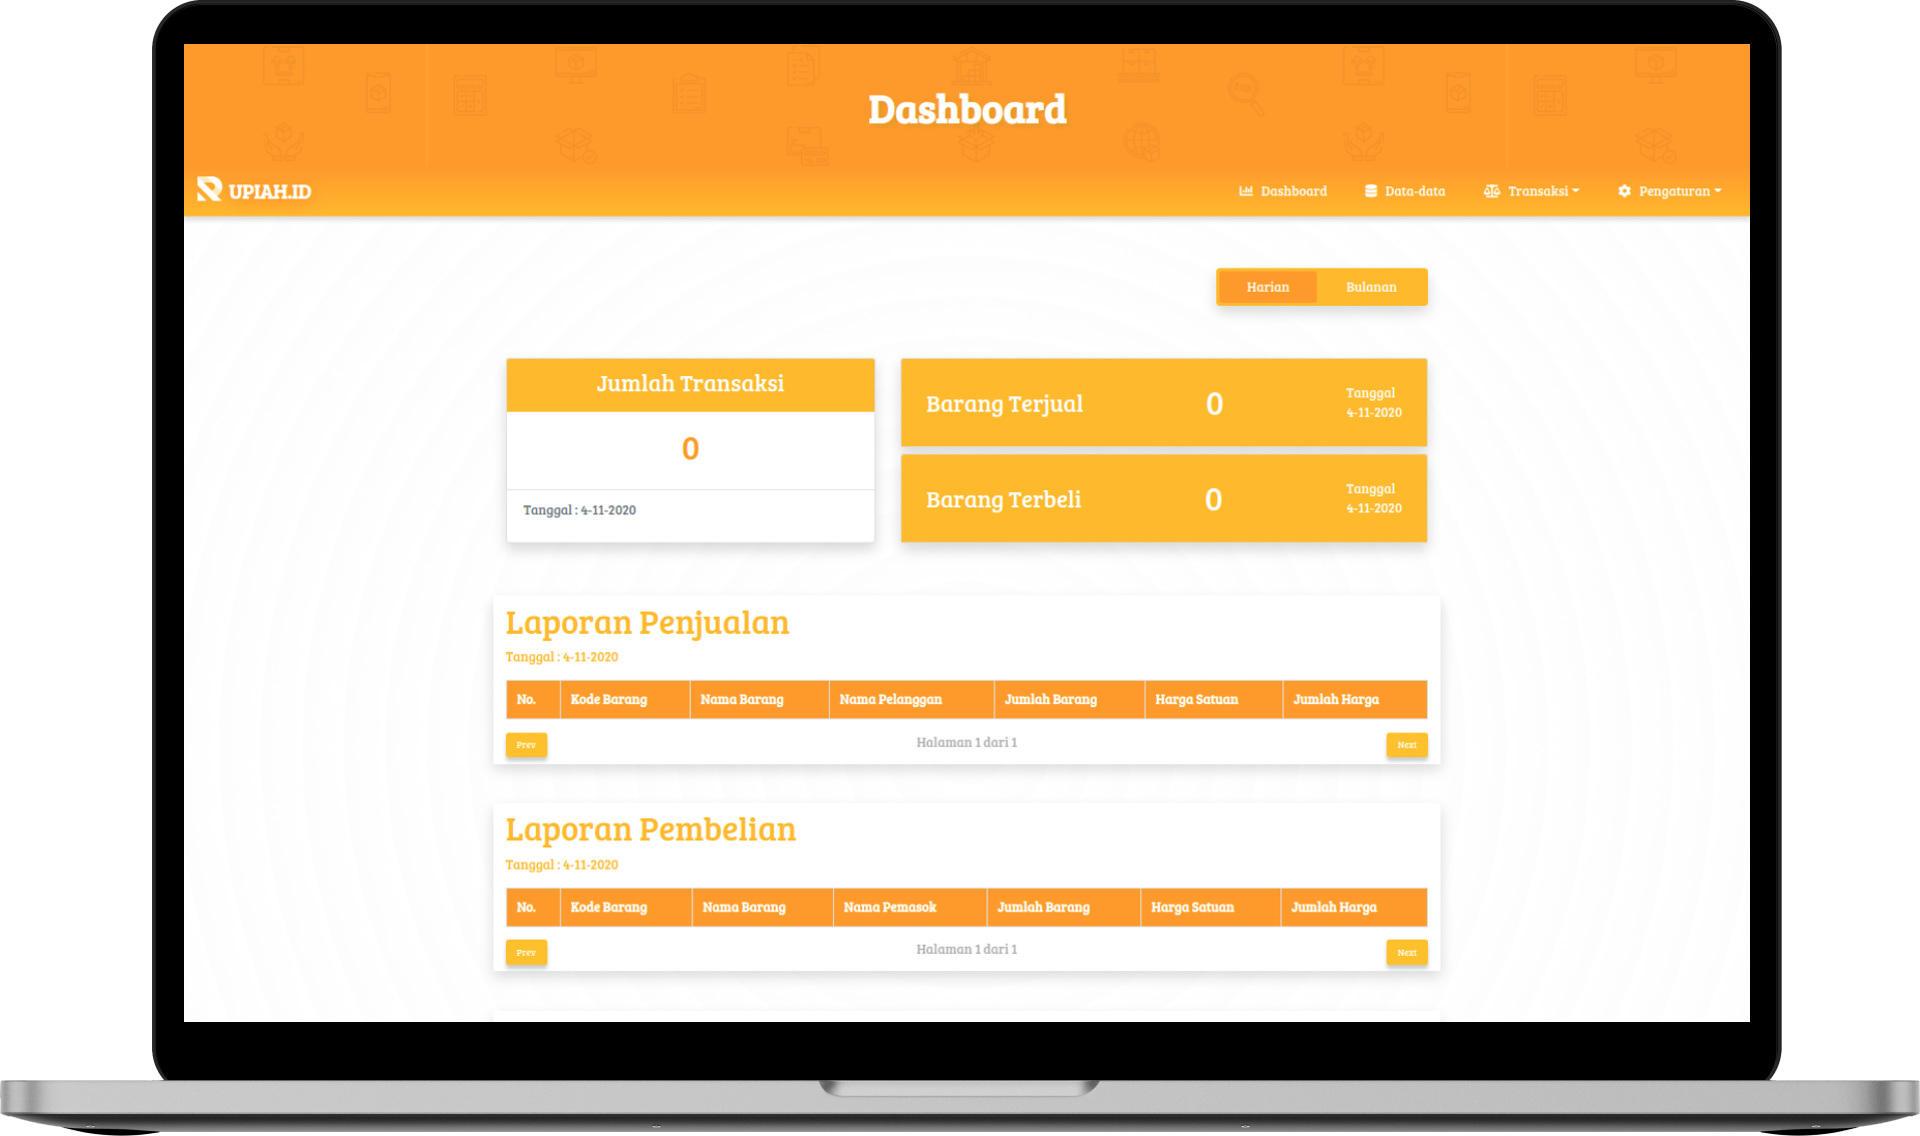 Dashboard
UPIAH.ID
Dashboard Data-data Transaksi Pengaturan
Harian Bulanan
Jumlah Transaksi
0
Tanggal : 4-11-2020
Barang Terjual 0 Tanggal
4-11-2020
Barang Terbeli 0 Tanggal
4-11-2020
Laporan Penjualan
Tanggal : 4-11-2020
No. Kode Barang Nama Barang Nama Pelanggan Jumlah Barang Harga Satuan Jumlah Harga
Prev Halaman 1 dari 1 Next
Laporan Pembelian
Tanggal : 4-11-2020
No. Kode Barang Nama Barang Nama Pemasok Jumlah Barang Harga Satuan Jumlah Harga
Prev Halaman 1 dari 1 Next